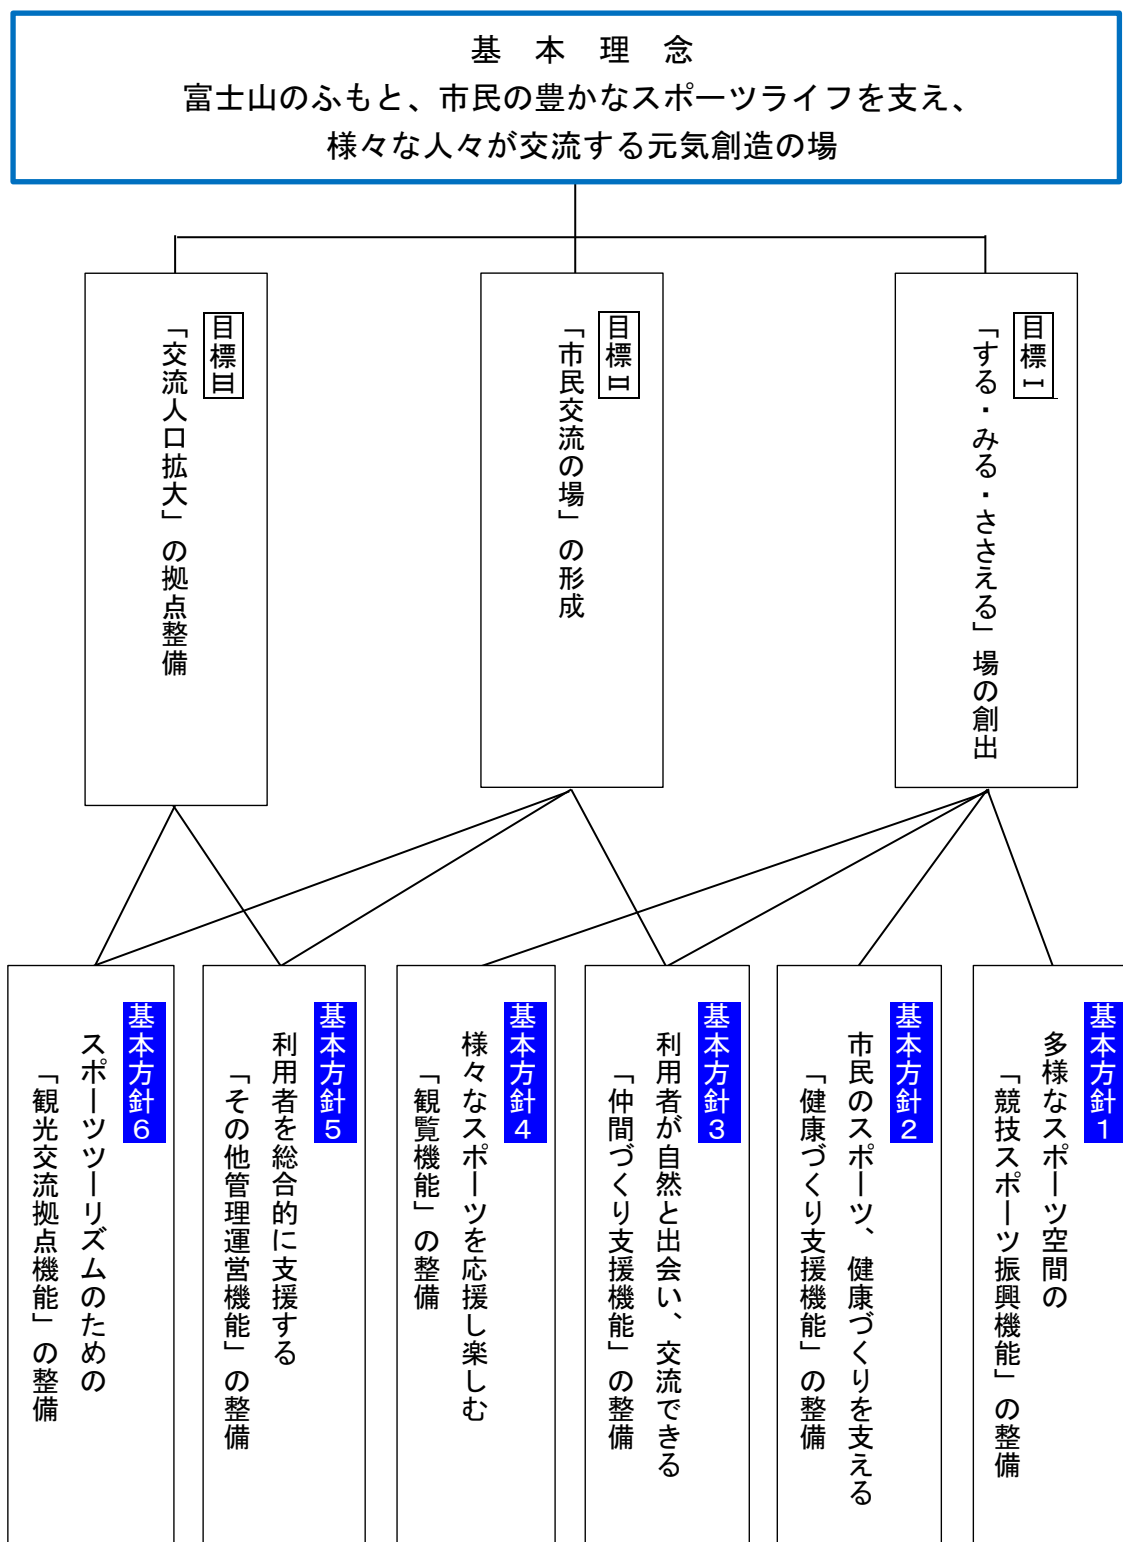 基本理念
富士山のふもと、市民の豊かなスポーツライフを支え、
様々な人々が交流する元気創造の場
目標Ⅰ
「する・みる・ささえる」場の創出
目標Ⅱ
「市民交流の場」の形成
目標Ⅲ
「交流人口拡大」の拠点整備
基本方針1
多様なスポーツ空間の
「競技スポーツ振興機能」の整備
基本方針2
市民のスポーツ、健康づくりを支える
「健康づくり支援機能」の整備
基本方針3
利用者が自然と出会い、交流できる
「仲間づくり支援機能」の整備
基本方針4
様々なスポーツを応援し楽しむ
「観覧機能」の整備
基本方針5
利用者を総合的に支援する
「その他管理運営機能」の整備
基本方針6
スポーツツーリズムのための
「観光交流拠点機能」の整備